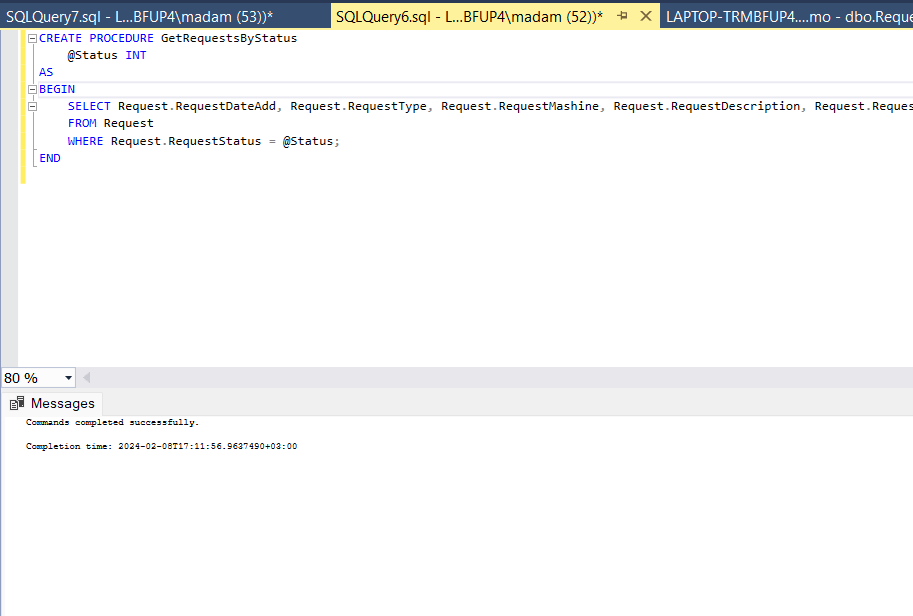 SQLQuery7.sql - L...BFUP4\madam (53))*
SQLQuery6.sql - L...BFUP4\madam (52))*
LAPTOP-TRMBFUP4....mo - dbo.Reque
CREATE PROCEDURE GetRequestsByStatus
@Status INT
AS
BEGIN
SELECT Request.RequestDateAdd, Request.RequestType, Request.RequestMashine, Request.RequestDescription, Request.Reques
FROM Request
WHERE Request.RequestStatus = @Status;
END
80 %
Messages
Commands completed successfully.
Completion time: 2024-02-08T17:11:56.9637490+03:00